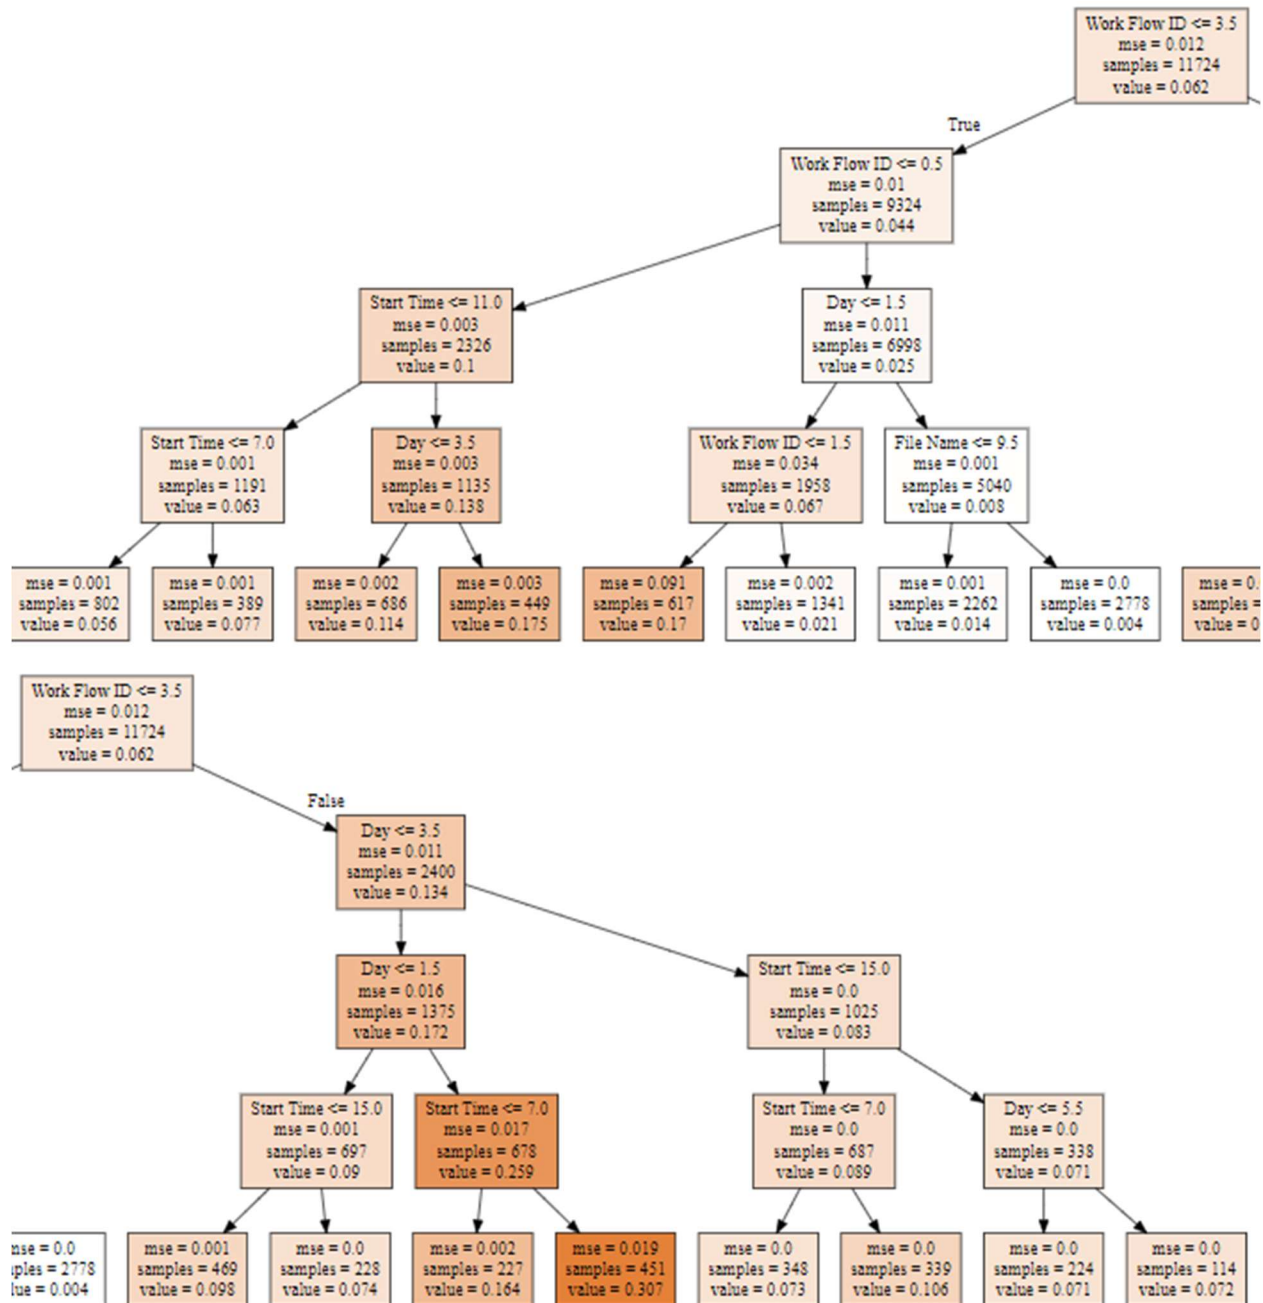 Work Flow ID <= 3.5
mse = 0.012
samples = 11724
value = 0.062
True
Work Flow ID <= 0.5
mse = 0.01
samples = 9324
value = 0.044
Start Time <= 11.0
mse = 0.003
samples = 2326
value = 0.1
Day <= 1.5
mse = 0.011
samples = 6998
value = 0.025
Start Time <= 7.0
mse = 0.001
samples = 1191
value = 0.063
Day <= 3.5
mse = 0.003
samples = 1135
value = 0.138
Work Flow ID <= 1.5
mse = 0.034
samples = 1958
value = 0.067
File Name <= 9.5
mse = 0.001
samples = 5040
value = 0.008
mse = 0.001
samples = 802
value = 0.056
mse = 0.001
samples = 389
value = 0.077
mse = 0.002
samples = 686
value = 0.114
mse = 0.003
samples = 449
value = 0.175
mse = 0.091
samples = 617
value = 0.17
mse = 0.002
samples = 1341
value = 0.021
mse = 0.001
samples = 2262
value = 0.014
mse = 0.0
samples = 2778
value = 0.004
mse = 0.
samples =
value = 0
Work Flow ID <= 3.5
mse = 0.012
samples = 11724
value = 0.062
False
Day <= 3.5
mse = 0.011
samples = 2400
value = 0.134
Day <= 1.5
mse = 0.016
samples = 1375
value = 0.172
Start Time <= 15.0
mse = 0.0
samples = 1025
value = 0.083
Start Time <= 15.0
mse = 0.001
samples = 697
value = 0.09
Start Time <= 7.0
mse = 0.017
samples = 678
value = 0.259
Start Time <= 7.0
mse = 0.0
samples = 687
value = 0.089
Day <= 5.5
mse = 0.0
samples = 338
value = 0.071
= 0.0
= 2778
= 0.004
mse = 0.001
samples = 469
value = 0.098
mse = 0.0
samples = 228
value = 0.074
mse = 0.002
samples = 227
value = 0.164
mse = 0.019
samples = 451
value = 0.307
mse = 0.0
samples = 348
value = 0.073
mse = 0.0
samples = 339
value = 0.106
mse = 0.0
samples = 224
value = 0.071
mse = 0.0
samples = 114
value = 0.072